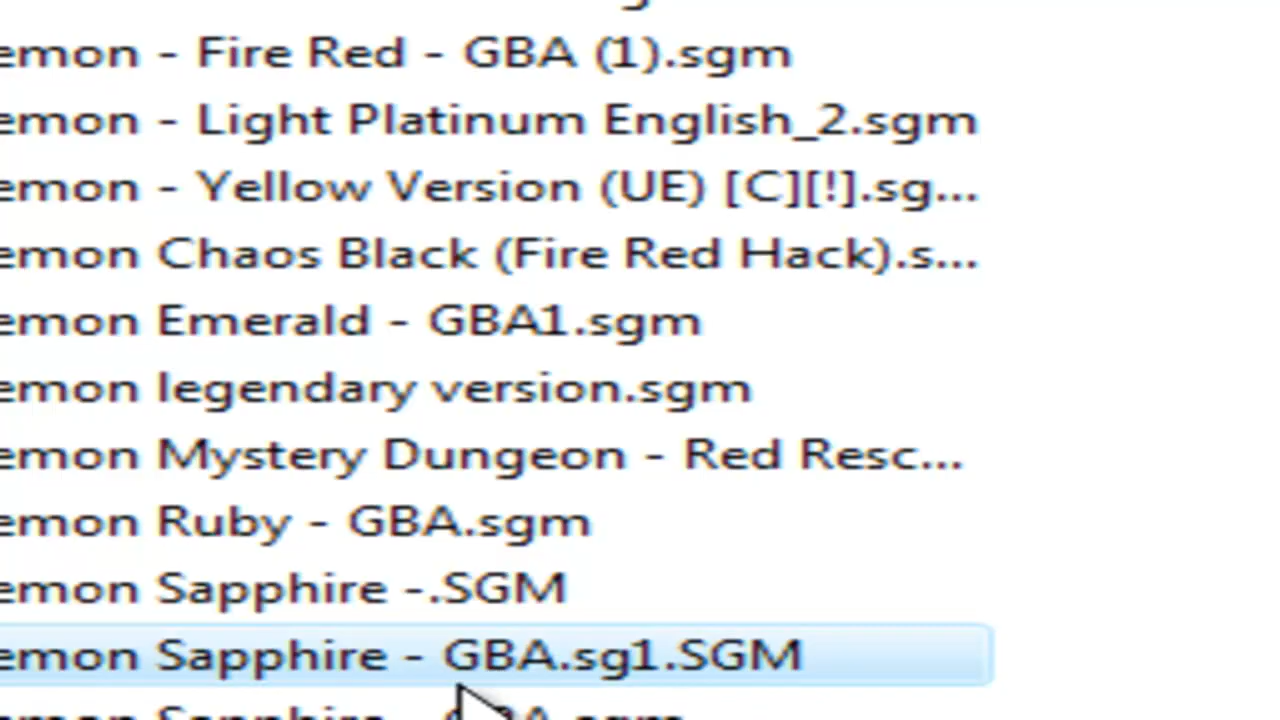 emon - Fire Red - GBA (1).sgm
emon - Light Platinum English_2.sgm
emon - Yellow Version (UE) [C][!].sg...
emon Chaos Black (Fire Red Hack).s...
emon Emerald - GBA1.sgm
emon legendary version.sgm
emon Mystery Dungeon - Red Resc...
emon Ruby - GBA.sgm
emon Sapphire -.SGM
emon Sapphire - GBA.sg1.SGM
emon Sapphire